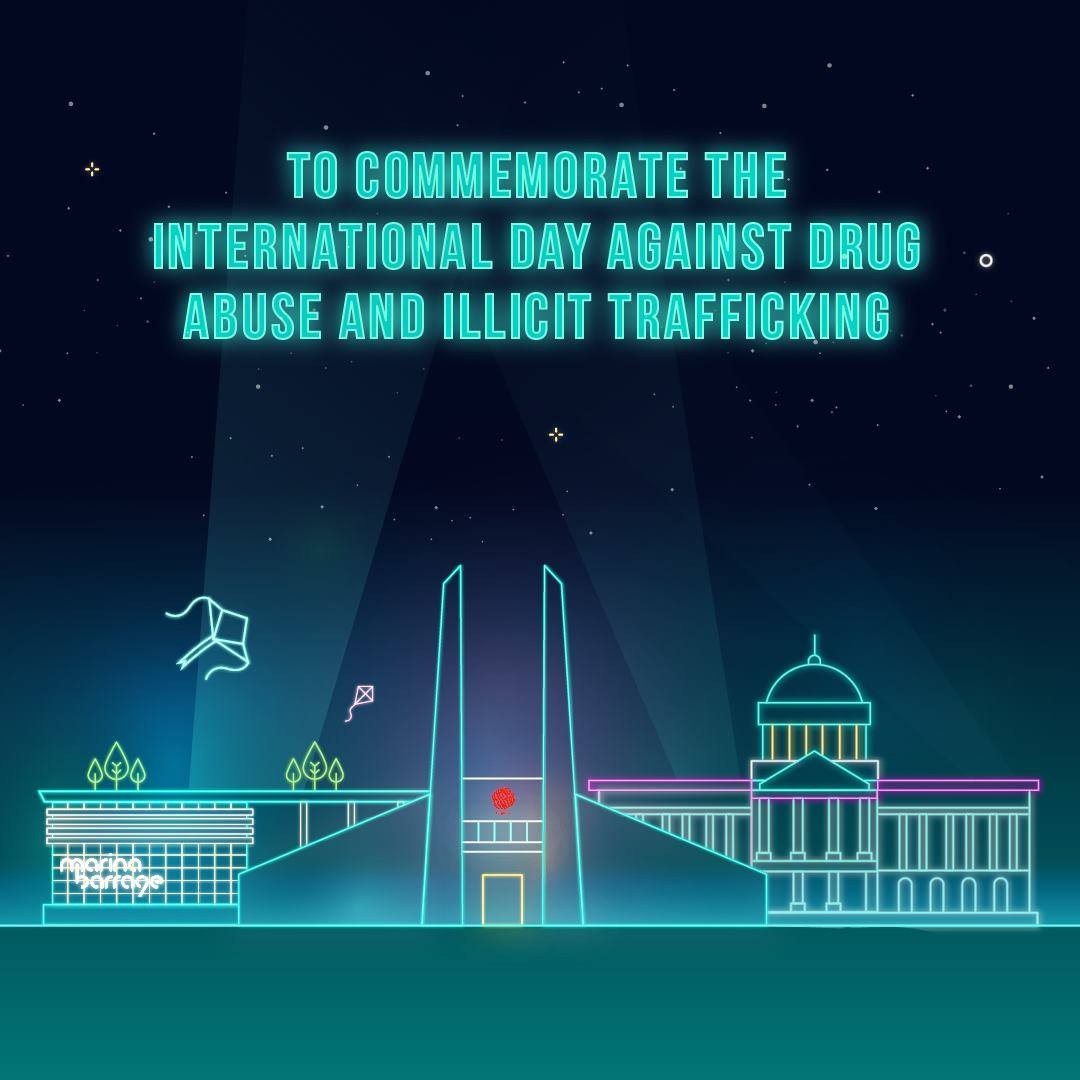 TO COMMEMORATE THE
INTERNATIONAL DAY AGAINST DRUG
ABUSE AND ILLICIT TRAFFICKING
marina
barrage